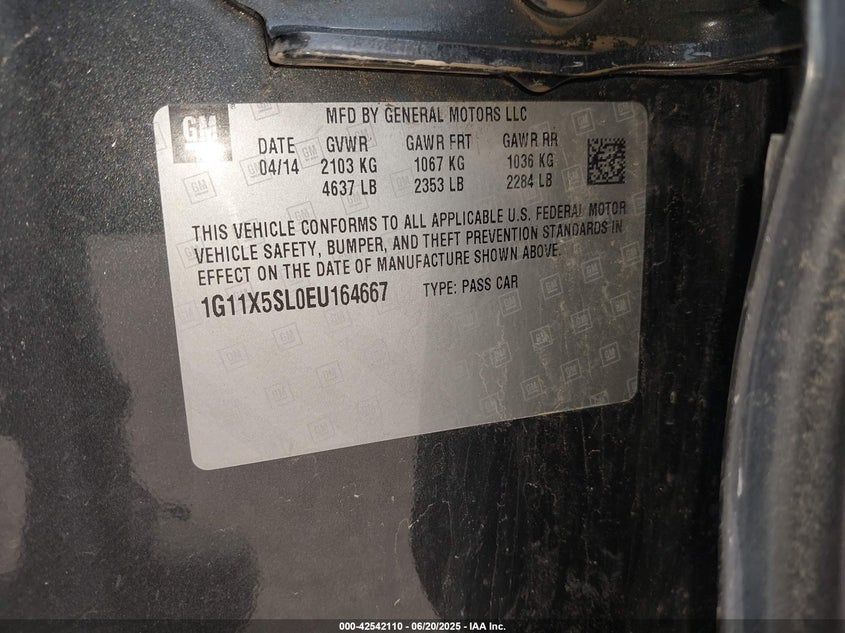 GM
MFD BY GENERAL MOTORS LLC
DATE GVWR GAWR FRT GAWR RR
04/14 2103 KG 1067 KG 1036 KG
4637 LB 2353 LB 2284 LB
THIS VEHICLE CONFORMS TO ALL APPLICABLE U.S. FEDERAL MOTOR
VEHICLE SAFETY, BUMPER, AND THEFT PREVENTION STANDARDS IN
EFFECT ON THE DATE OF MANUFACTURE SHOWN ABOVE.
1G11X5SL0EU164667 TYPE: PASS CAR
000-42542110 - 06/20/2025 - IAA Inc.